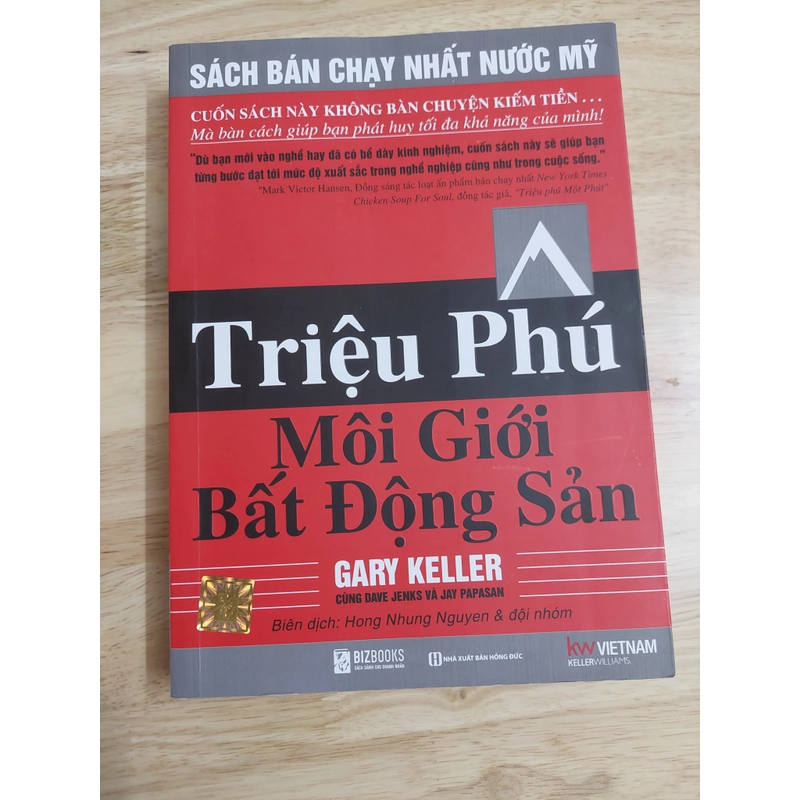 SÁCH BÁN CHẠY NHẤT NƯỚC MỸ
CUỐN SÁCH NÀY KHÔNG BÀN CHUYỆN KIẾM TIỀN . . .
Mà bàn cách giúp bạn phát huy tối đa khả năng của mình!
"Dù bạn mới vào nghề hay đã có bề dày kinh nghiệm, cuốn sách này sẽ giúp bạn
từng bước đạt tới mức độ xuất sắc trong nghề nghiệp cũng như trong cuộc sống."
"Mark Victor Hansen, Đồng sáng tác loạt ấn phẩm bán chạy nhất New York Times
Chicken Soup For Soul, đồng tác giả, "Triệu phú Một Phút"
Triệu Phú
Môi Giới
Bất Động Sản
GARY KELLER
CÙNG DAVE JENKS VÀ JAY PAPASAN
Biên dịch: Hong Nhung Nguyen & đội nhóm
BIZBOOKS
SÁCH DÀNH CHO DOANH NHÂN
NHÀ XUẤT BẢN HỒNG ĐỨC
kw VIETNAM
KELLERWILLIAMS.